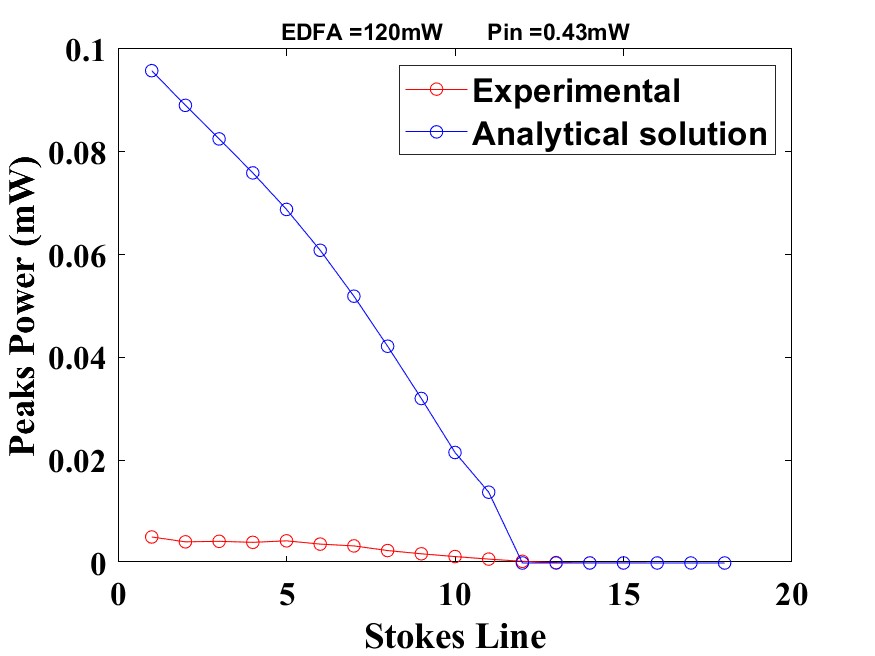 EDFA =120mW Pin =0.43mW
0.1
Experimental
Analytical solution
0.08
0.06
0.04
0.02
0
Peaks Power (mW)
0 5 10 15 20
Stokes Line